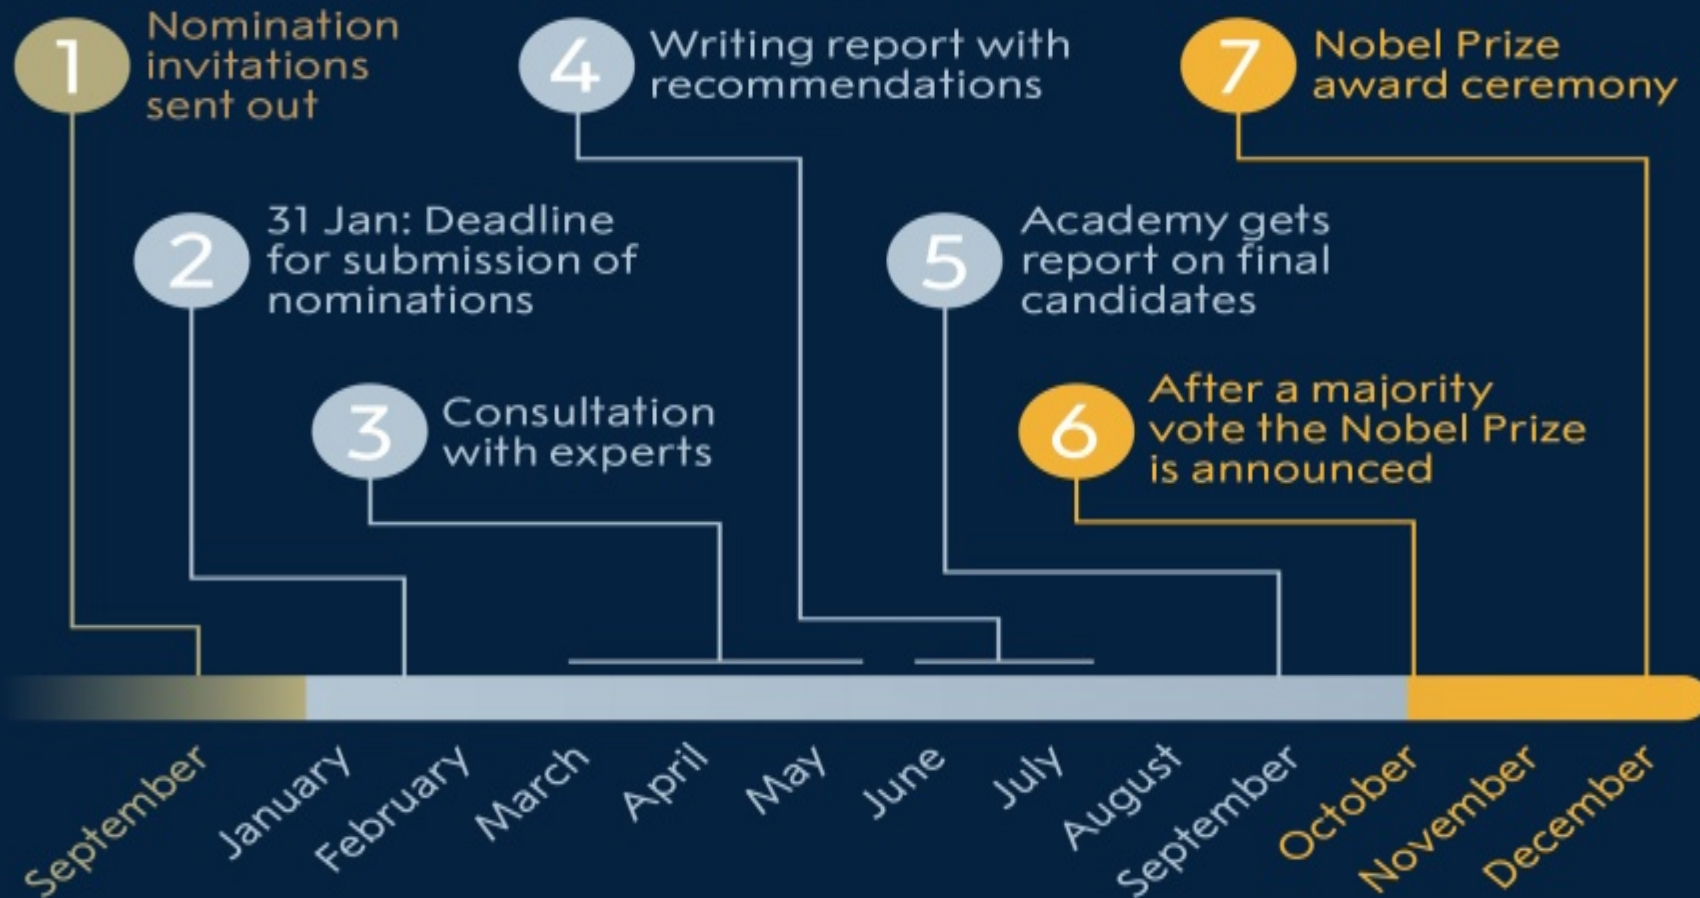 1
Nomination
invitations
sent out
2
31 Jan: Deadline
for submission of
nominations
3
Consultation
with experts
4
Writing report with
recommendations
5
Academy gets
report on final
candidates
6
After a majority
vote the Nobel Prize
is announced
7
Nobel Prize
award ceremony
September
January
February
March
April
May
June
July
August
September
October
November
December